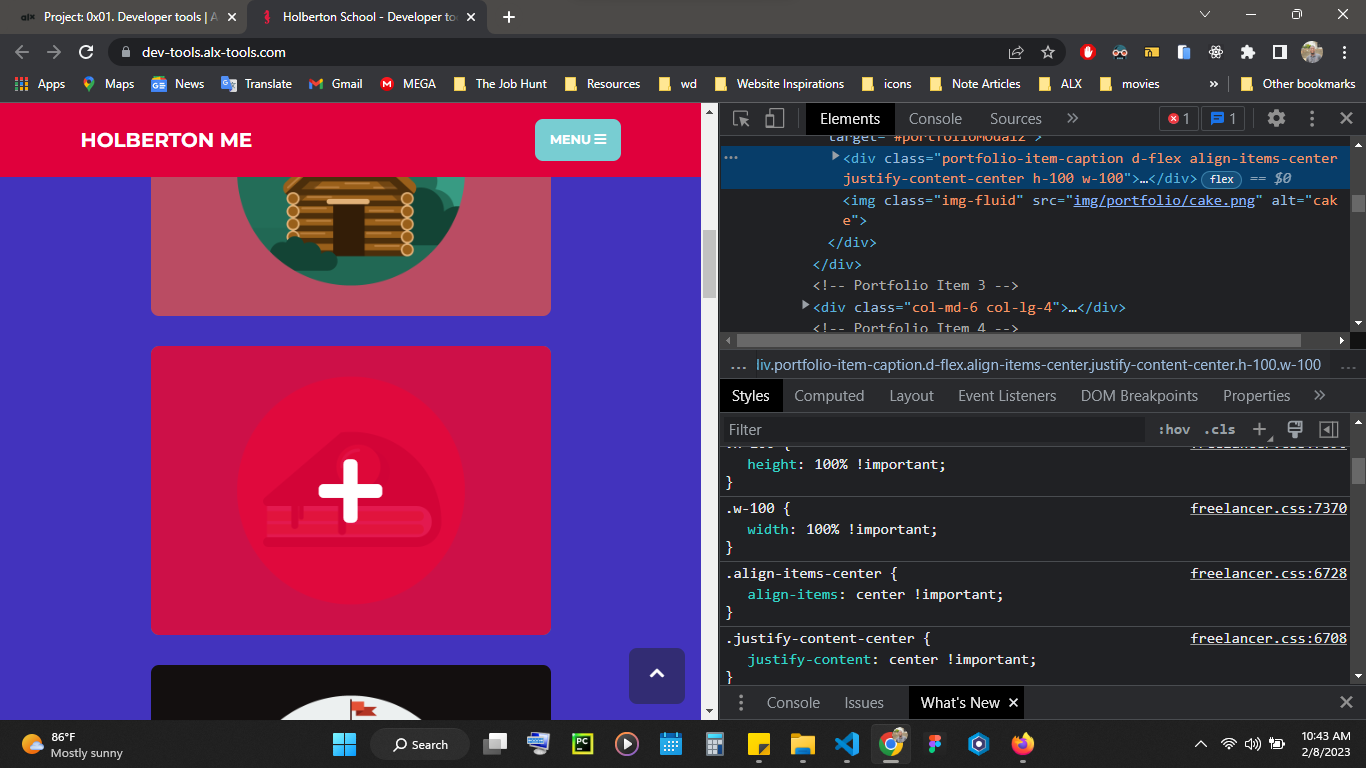 alx Project: 0x01. Developer tools | A
Holberton School - Developer to
dev-tools.alx-tools.com
Apps Maps News Translate Gmail MEGA The Job Hunt Resources wd Website Inspirations icons Note Articles ALX movies » Other bookmarks
HOLBERTON ME
MENU
Elements Console Sources » 1 1
target="#portfolioModal2">
<div class="portfolio-item-caption d-flex align-items-center
justify-content-center h-100 w-100">…</div> flex == $0
<img class="img-fluid" src="img/portfolio/cake.png" alt="cak
e">
</div>
</div>
<!-- Portfolio Item 3 -->
<div class="col-md-6 col-lg-4">…</div>
<!-- Portfolio Item 4 -->
… liv.portfolio-item-caption.d-flex.align-items-center.justify-content-center.h-100.w-100 …
Styles Computed Layout Event Listeners DOM Breakpoints Properties »
Filter :hov .cls +
height: 100% !important;
}
.w-100 { freelancer.css:7370
width: 100% !important;
}
.align-items-center { freelancer.css:6728
align-items: center !important;
}
.justify-content-center { freelancer.css:6708
justify-content: center !important;
}
Console Issues What's New
86°F
Mostly sunny
Search
PC
10:43 AM
2/8/2023